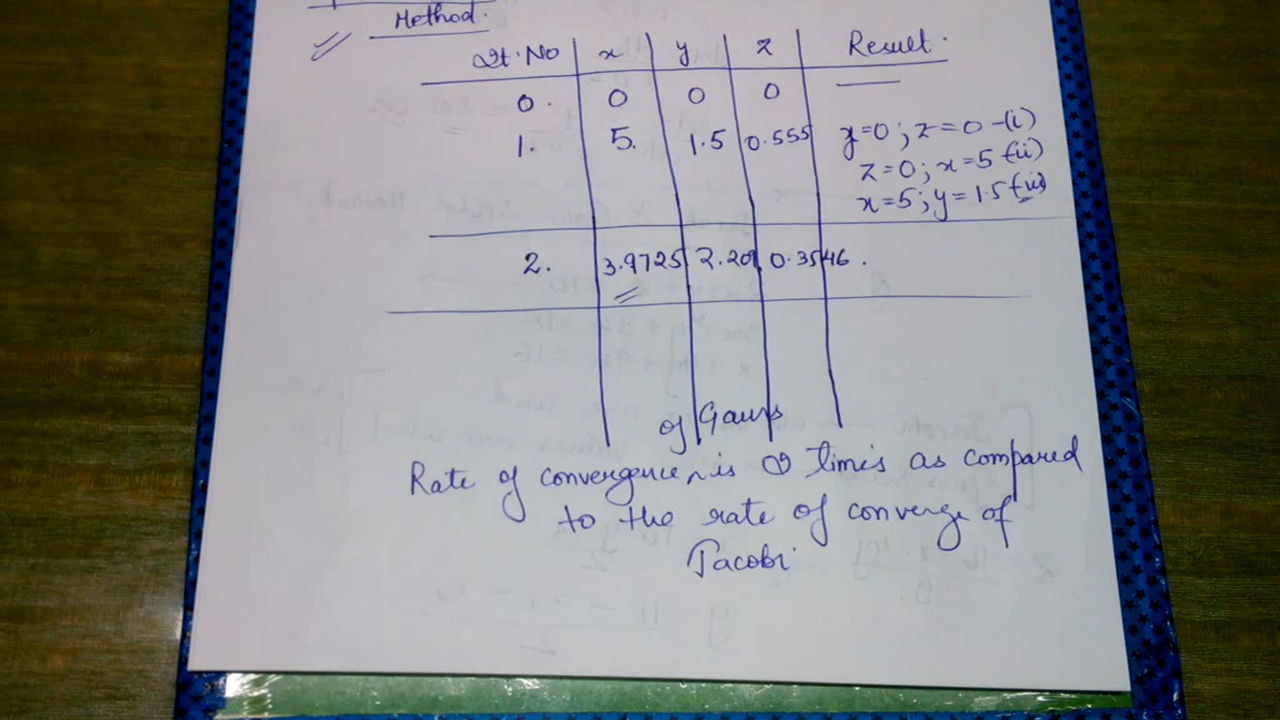 Method.
It. No x y z Result.
0. 0 0 0
1. 5. 1.5 0.555 y=0; z=0 -(i)
z=0; x=5 -(ii)
x=5; y=1.5 -(iii)
2. 3.9725 2.209 0.3546.
of Gauss
Rate of convergence is times as compared
to the rate of converge of
Jacobi